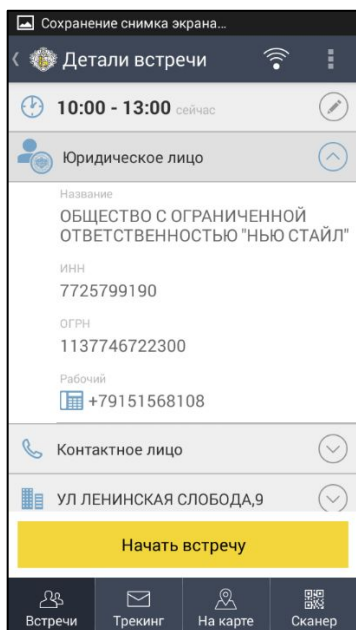 Сохранение снимка экрана...
Детали встречи
10:00 - 13:00 сейчас
Юридическое лицо
Название
ОБЩЕСТВО С ОГРАНИЧЕННОЙ
ОТВЕТСТВЕННОСТЬЮ "НЬЮ СТАЙЛ"
ИНН
7725799190
ОГРН
1137746722300
Рабочий
+79151568108
Контактное лицо
УЛ ЛЕНИНСКАЯ СЛОБОДА,9
Начать встречу
Встречи Трекинг На карте Сканер